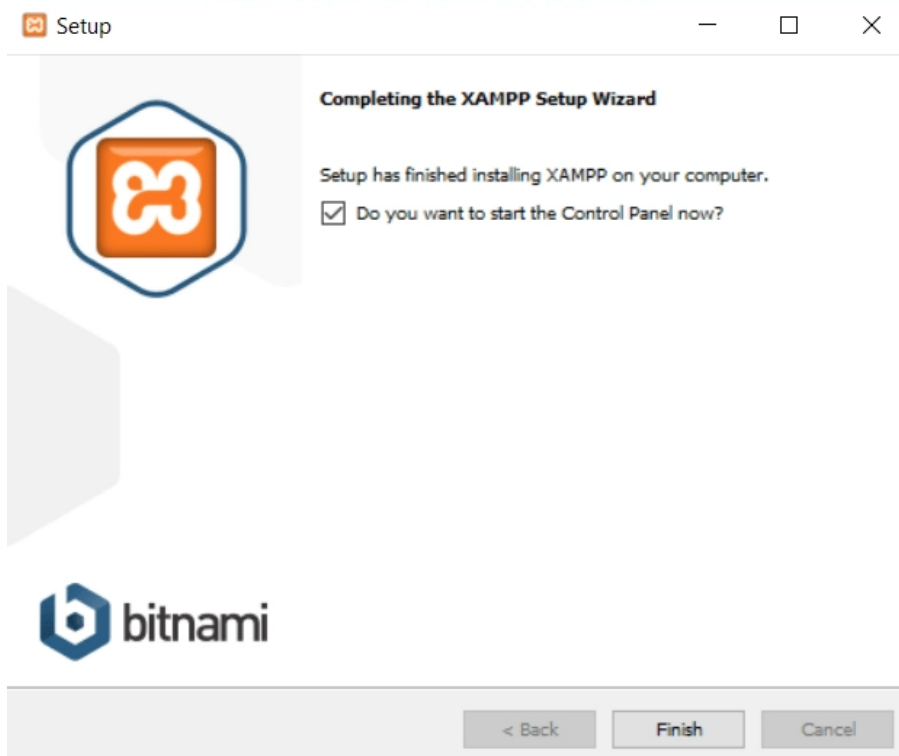 Setup
Completing the XAMPP Setup Wizard
Setup has finished installing XAMPP on your computer.
Do you want to start the Control Panel now?
bitnami
< Back
Finish
Cancel